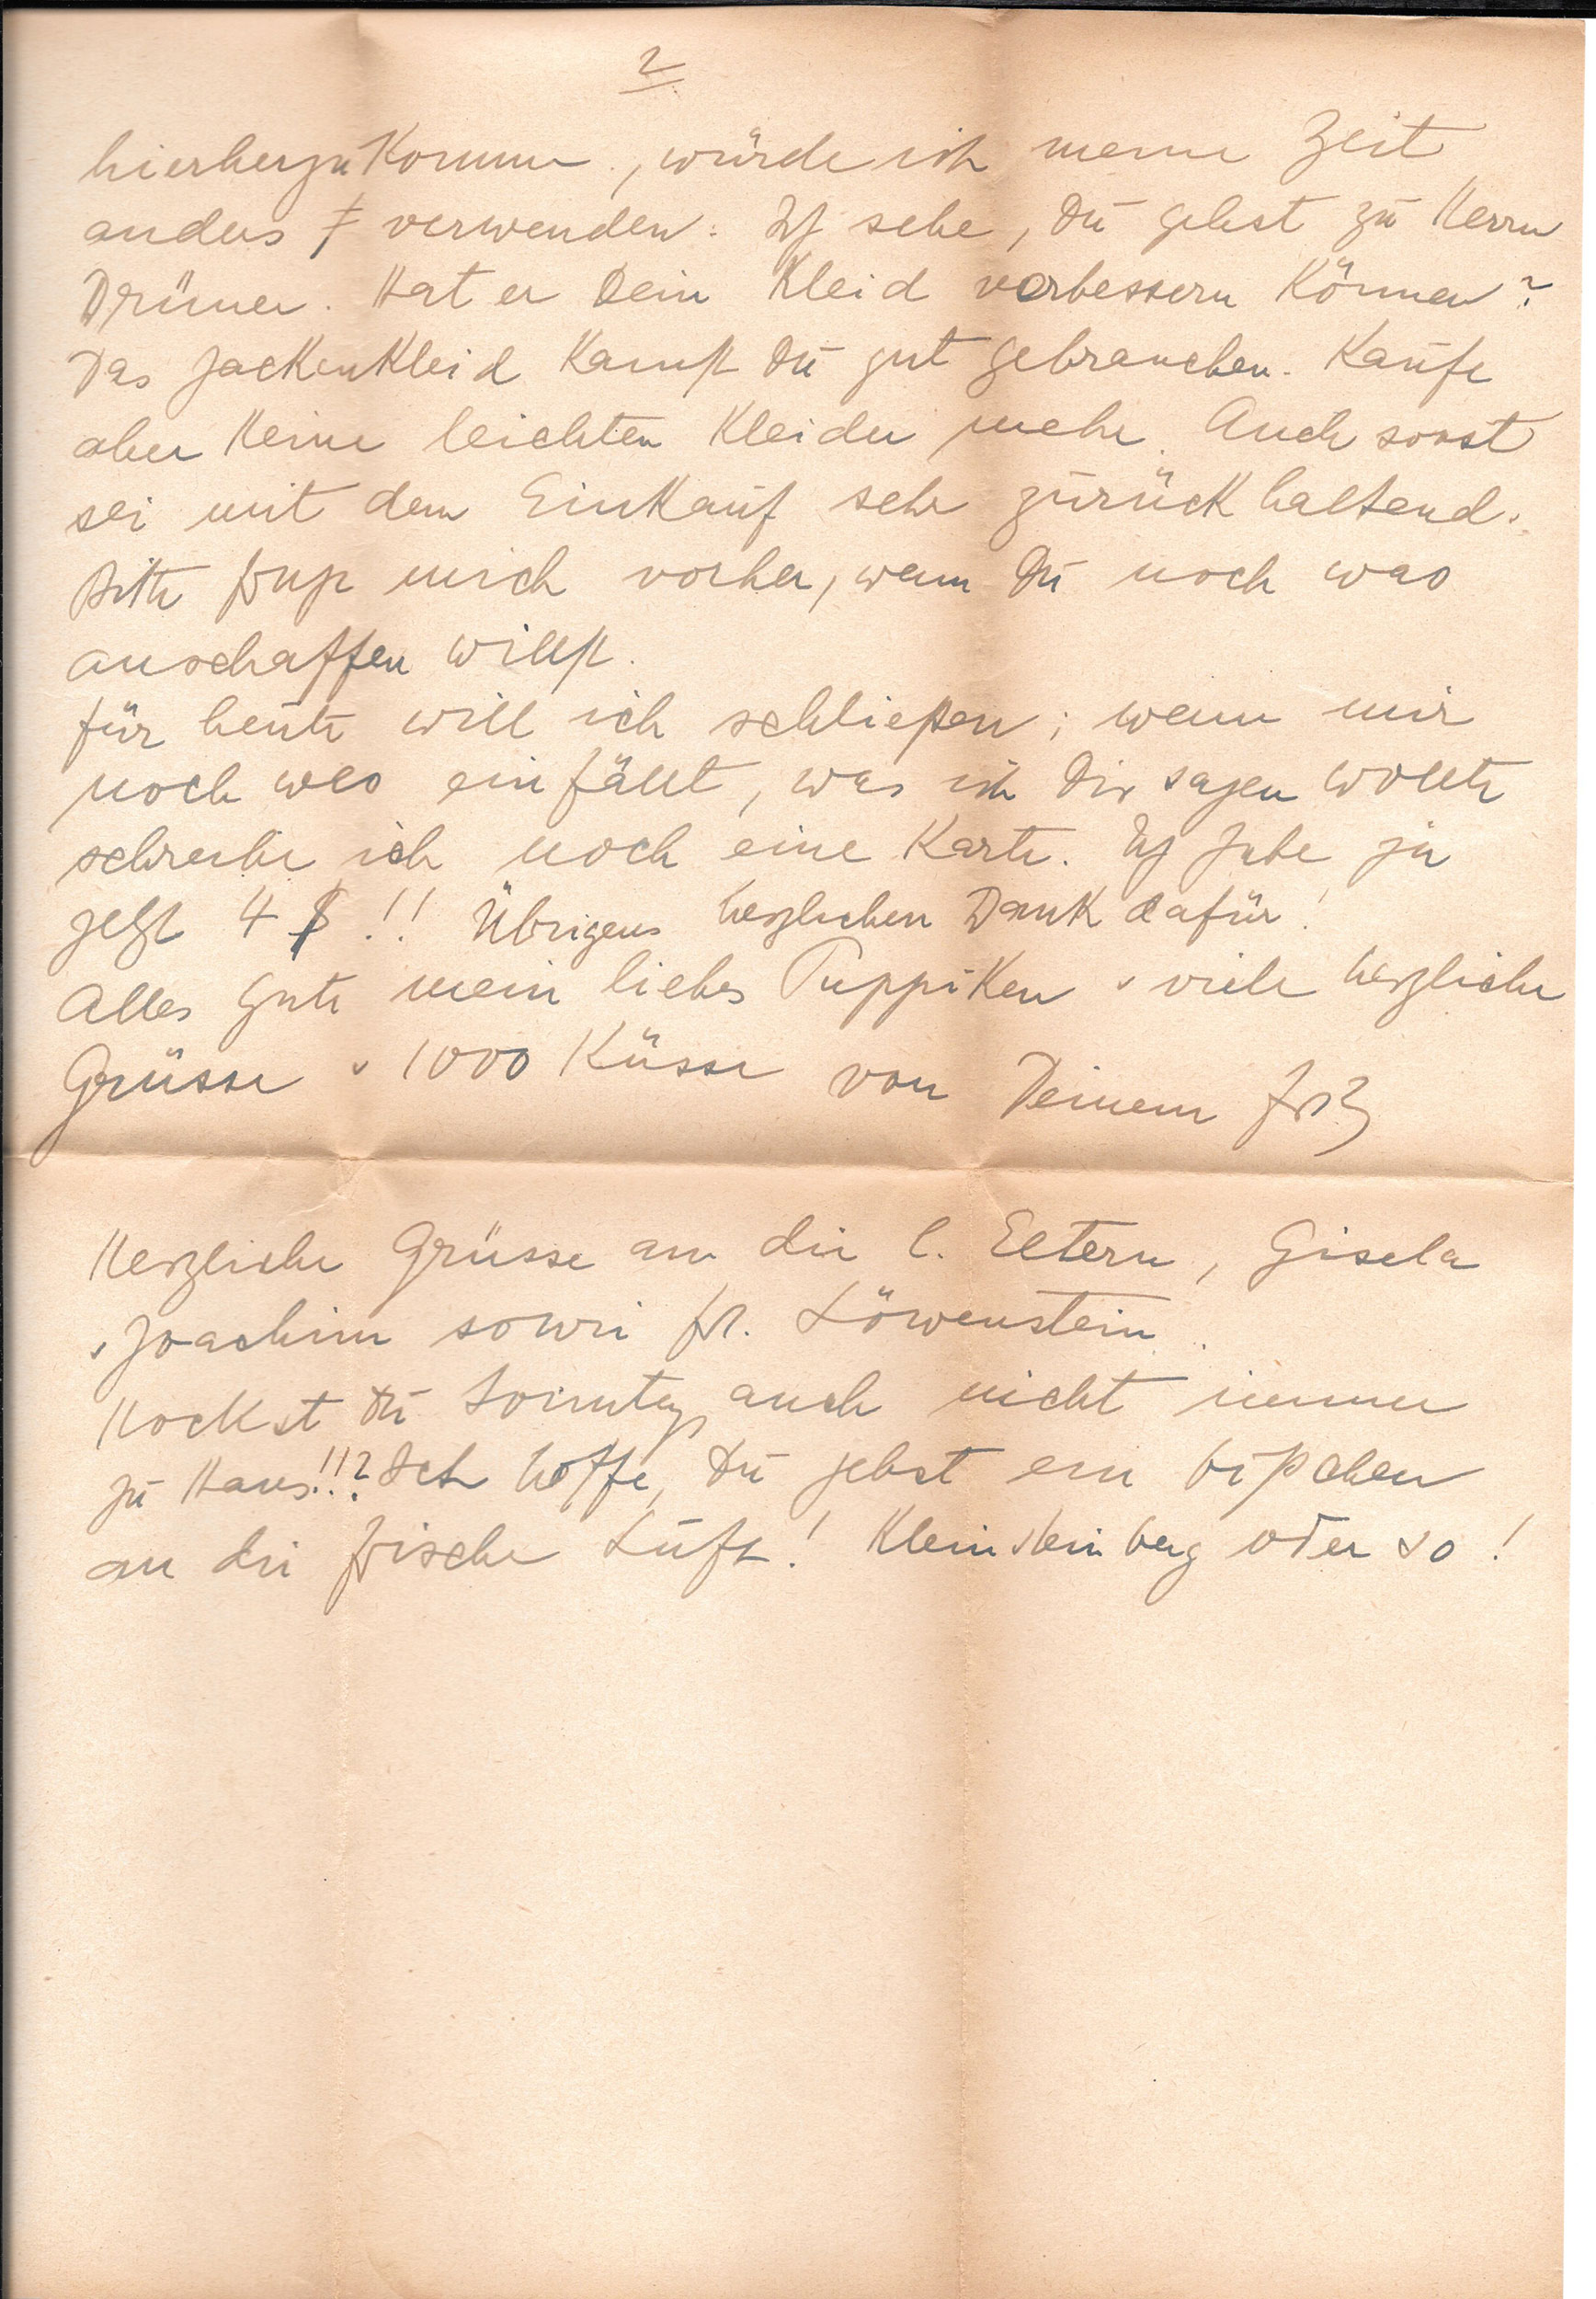 2
hierherzukommen, würde ich meine Zeit
anders verwenden. Ich sehe, Du gehst zu Herrn
Drüner. Hat er Dein Kleid verbessern können?
Das Jackenkleid kannst Du gut gebrauchen. Kaufe
aber keine leichten Kleider mehr. Auch sonst
sei mit dem Einkauf sehr zurückhaltend.
Bitte frage mich vorher, wenn Du noch was
anschaffen willst.
für heute will ich schließen; wenn mir
noch was einfällt, was ich Dir sagen wollte
schreibe ich noch eine Karte. Ich habe ja
jetzt 4 $!! Übrigens herzlichen Dank dafür!
Alles Gute mein liebes Puppiken u viele herzliche
Grüsse u 1000 Küsse von Deinem
Herzliche Grüsse an die l. Eltern, Gisela
u Joachim sowie Fr. Löwenstein.
Hockst Du Sonntag auch nicht immer
zu Haus!!? Ich hoffe, Du gehst ein bißchen
an die frische Luft! Kleinsteinberg oder so!